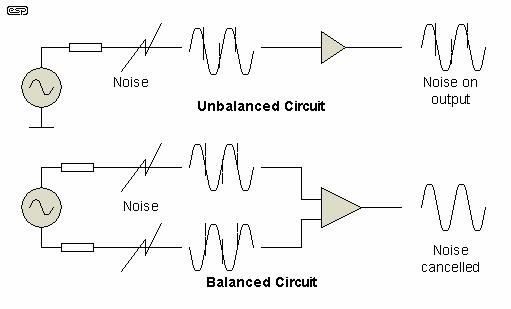 esp
Noise
Noise on
output
Unbalanced Circuit
Noise
Noise
cancelled
Balanced Circuit